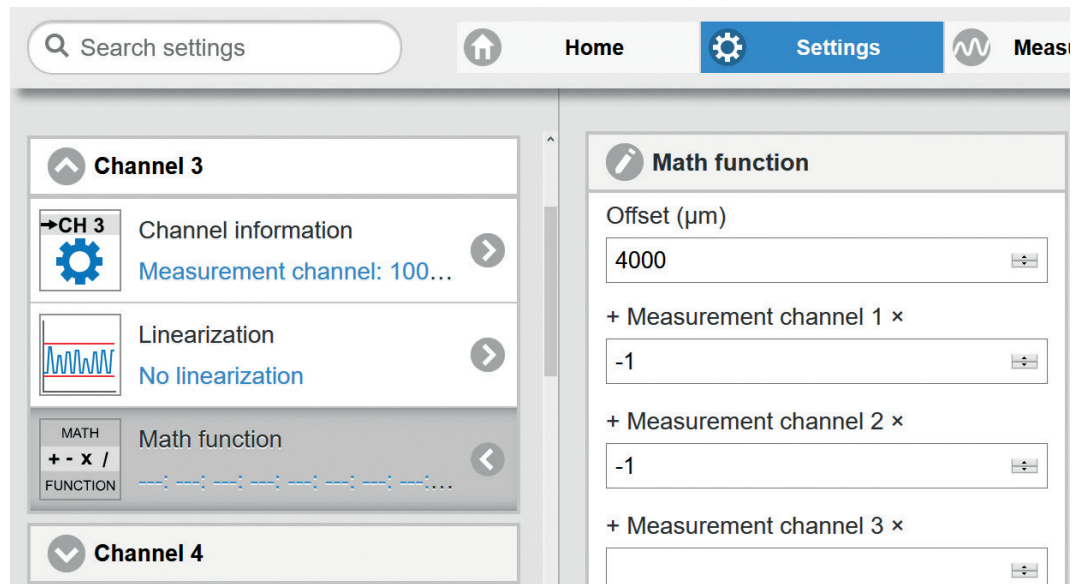 Search settings
Home
Settings
Measu
Channel 3
→CH 3
Channel information
Measurement channel: 100…
Linearization
No linearization
MATH
+ - x /
FUNCTION
Math function
---: ---: ---: ---: ---: ---: ---: ---:…
Channel 4
Math function
Offset (µm)
4000
+ Measurement channel 1 ×
-1
+ Measurement channel 2 ×
-1
+ Measurement channel 3 ×